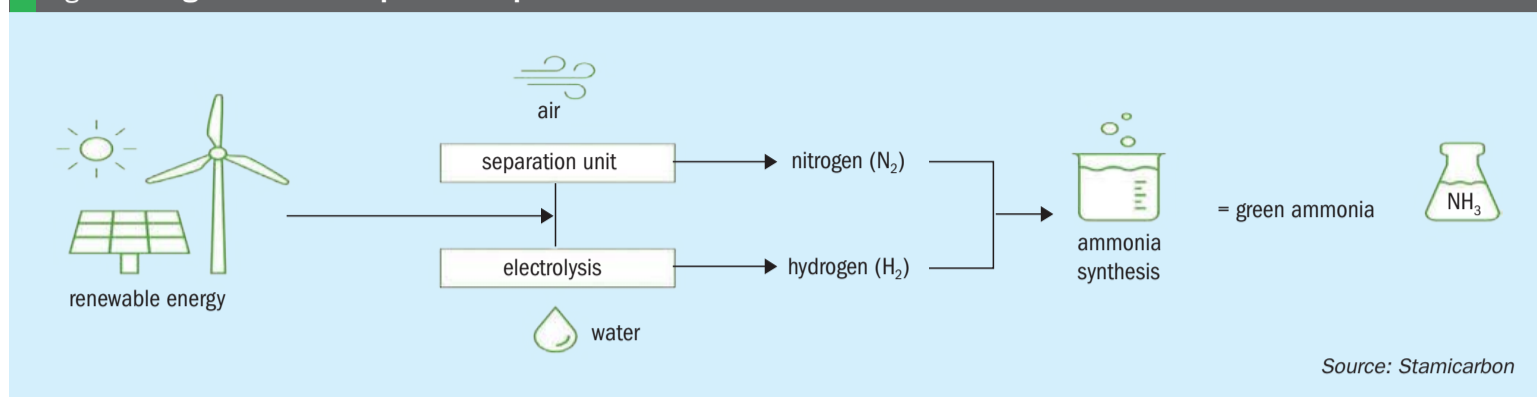 air
separation unit
nitrogen (N₂)
NH₃
= green ammonia
ammonia
synthesis
electrolysis
hydrogen (H₂)
renewable energy
water
Source: Stamicarbon